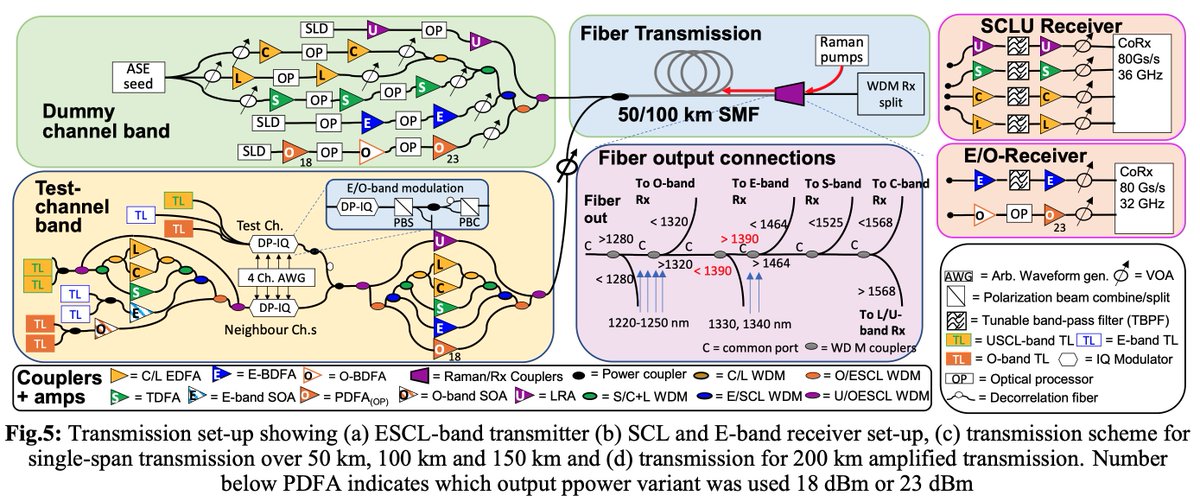 SLD
U
OP
U
C
OP
C
ASE
seed
L
OP
L
S
OP
S
OP
S
SLD
OP
E
OP
E
SLD
O
18
OP
O
OP
O
23
Dummy
channel band
Fiber Transmission
Raman
pumps
WDM Rx
split
50/100 km SMF
SCLU Receiver
U
U
S
S
C
C
L
L
CoRx
80Gs/s
36 GHz
E/O-Receiver
E
E
O
OP
O
23
CoRx
80 Gs/s
32 GHz
Test-
channel
band
E/O-band modulation
DP-IQ
PBS
PBC
TL
TL
TL
Test Ch.
DP-IQ
4 Ch. AWG
DP-IQ
Neighbour Ch.s
TL
TL
TL
TL
TL
TL
L
C
S
E
O
U
L
C
S
E
O
18
Fiber output connections
To O-band
Rx
To E-band
Rx
To S-band
Rx
To C-band
Rx
Fiber
out
< 1320
< 1464
<1525
<1568
C
>1280
C
C
> 1390
C
< 1280
>1320
< 1390
> 1464
> 1568
1220-1250 nm
1330, 1340 nm
To L/U-
band Rx
C = common port
= WD M couplers
AWG = Arb. Waveform gen.
= VOA
= Polarization beam combine/split
= Tunable band-pass filter (TBPF)
TL = USCL-band TL
TL = E-band TL
TL = O-band TL
= IQ Modulator
OP = Optical processor
= Decorrelation fiber
Couplers
+ amps
= C/L EDFA
E = E-BDFA
O = O-BDFA
= Raman/Rx Couplers
= Power coupler
= C/L WDM
= O/ESCL WDM
S = TDFA
E = E-band SOA
O = PDFA(OP)
O = O-band SOA
U = LRA
= S/C+L WDM
= E/SCL WDM
= U/OESCL WDM
Fig.5: Transmission set-up showing (a) ESCL-band transmitter (b) SCL and E-band receiver set-up, (c) transmission scheme for
single-span transmission over 50 km, 100 km and 150 km and (d) transmission for 200 km amplified transmission. Number
below PDFA indicates which output ppower variant was used 18 dBm or 23 dBm